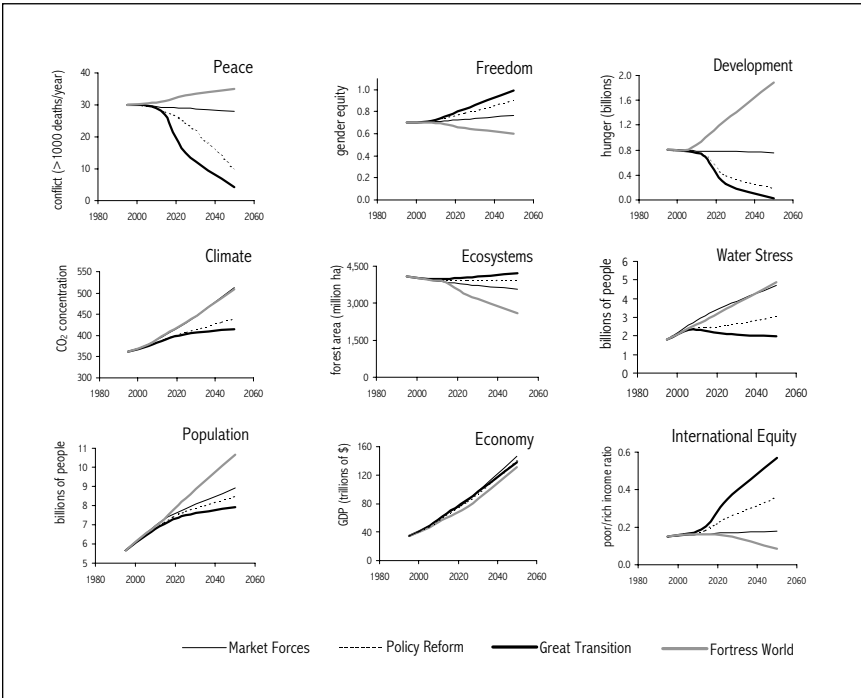 Peace
conflict (>1000 deaths/year)
40
30
20
10
0
1980 2000 2020 2040 2060
Freedom
gender equity
1.0
0.8
0.6
0.4
0.2
0.0
1980 2000 2020 2040 2060
Development
hunger (billions)
2.0
1.6
1.2
0.8
0.4
0.0
1980 2000 2020 2040 2060
Climate
CO₂ concentration
550
500
450
400
350
300
1980 2000 2020 2040 2060
Ecosystems
forest area (million ha)
4,500
3,000
1,500
0
1980 2000 2020 2040 2060
Water Stress
billions of people
6
5
4
3
2
1
0
1980 2000 2020 2040 2060
Population
billions of people
11
10
9
8
7
6
5
1980 2000 2020 2040 2060
Economy
GDP (trillions of $)
160
120
80
40
0
1980 2000 2020 2040 2060
International Equity
poor/rich income ratio
0.6
0.4
0.2
0.0
1980 2000 2020 2040 2060
Market Forces Policy Reform Great Transition Fortress World